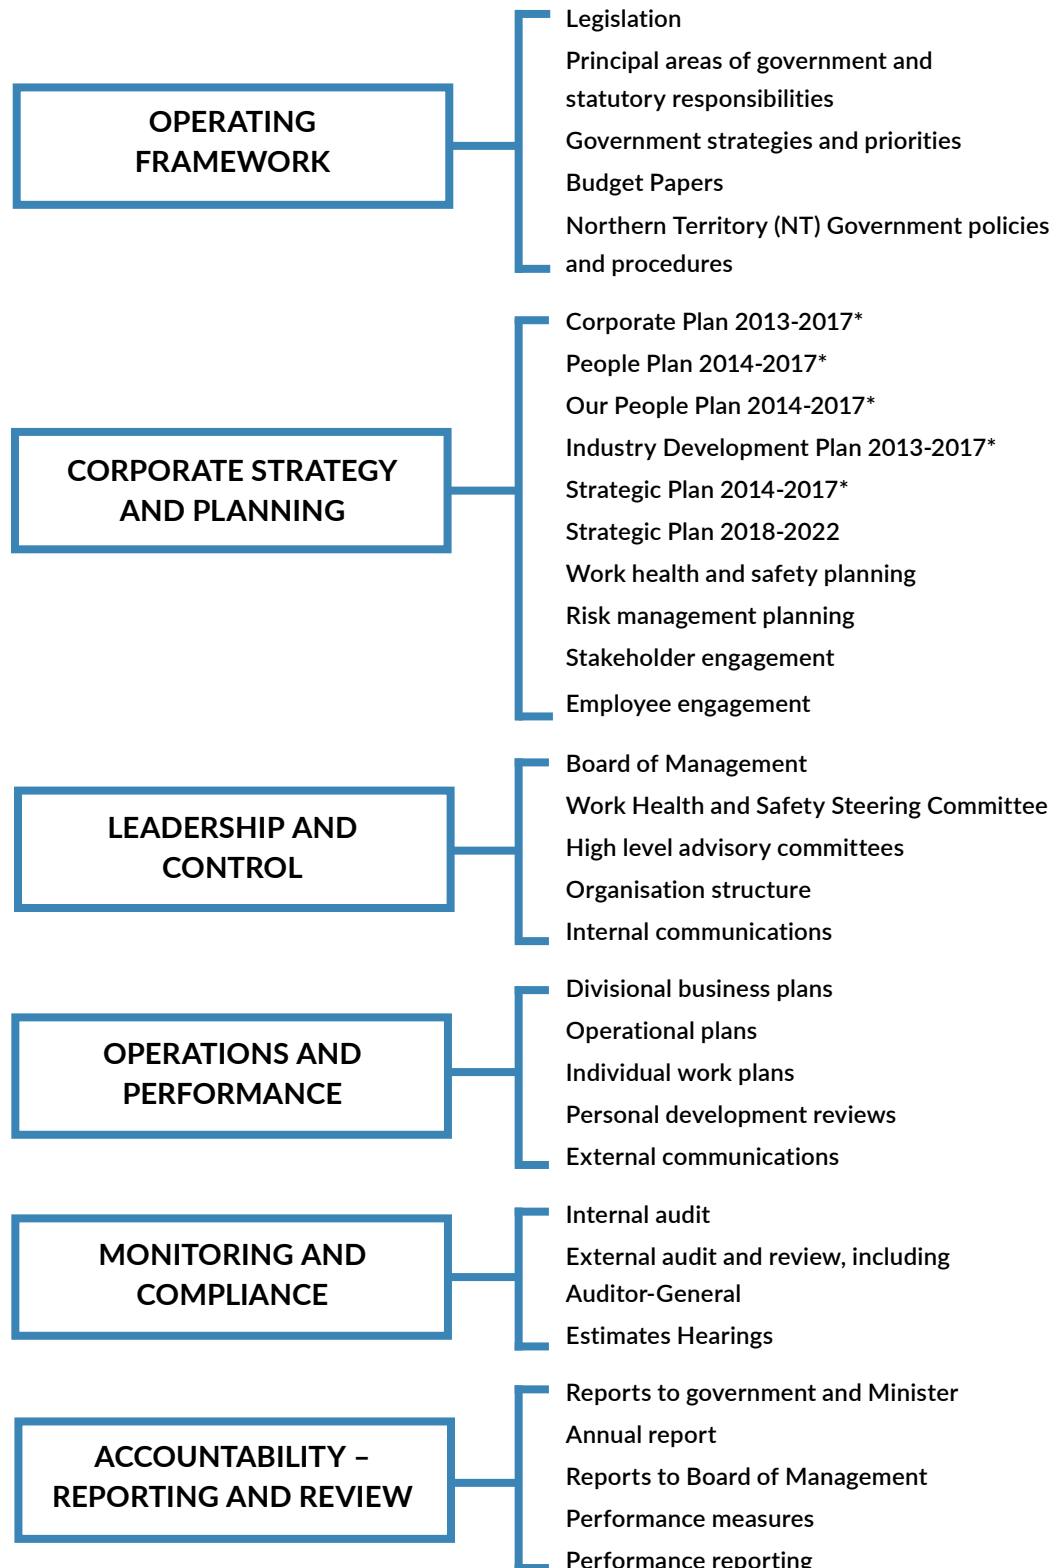 OPERATING
FRAMEWORK
Legislation
Principal areas of government and
statutory responsibilities
Government strategies and priorities
Budget Papers
Northern Territory (NT) Government policies
and procedures
CORPORATE STRATEGY
AND PLANNING
Corporate Plan 2013-2017*
People Plan 2014-2017*
Our People Plan 2014-2017*
Industry Development Plan 2013-2017*
Strategic Plan 2014-2017*
Strategic Plan 2018-2022
Work health and safety planning
Risk management planning
Stakeholder engagement
Employee engagement
LEADERSHIP AND
CONTROL
Board of Management
Work Health and Safety Steering Committee
High level advisory committees
Organisation structure
Internal communications
OPERATIONS AND
PERFORMANCE
Divisional business plans
Operational plans
Individual work plans
Personal development reviews
External communications
MONITORING AND
COMPLIANCE
Internal audit
External audit and review, including
Auditor-General
Estimates Hearings
ACCOUNTABILITY –
REPORTING AND REVIEW
Reports to government and Minister
Annual report
Reports to Board of Management
Performance measures
Performance reporting